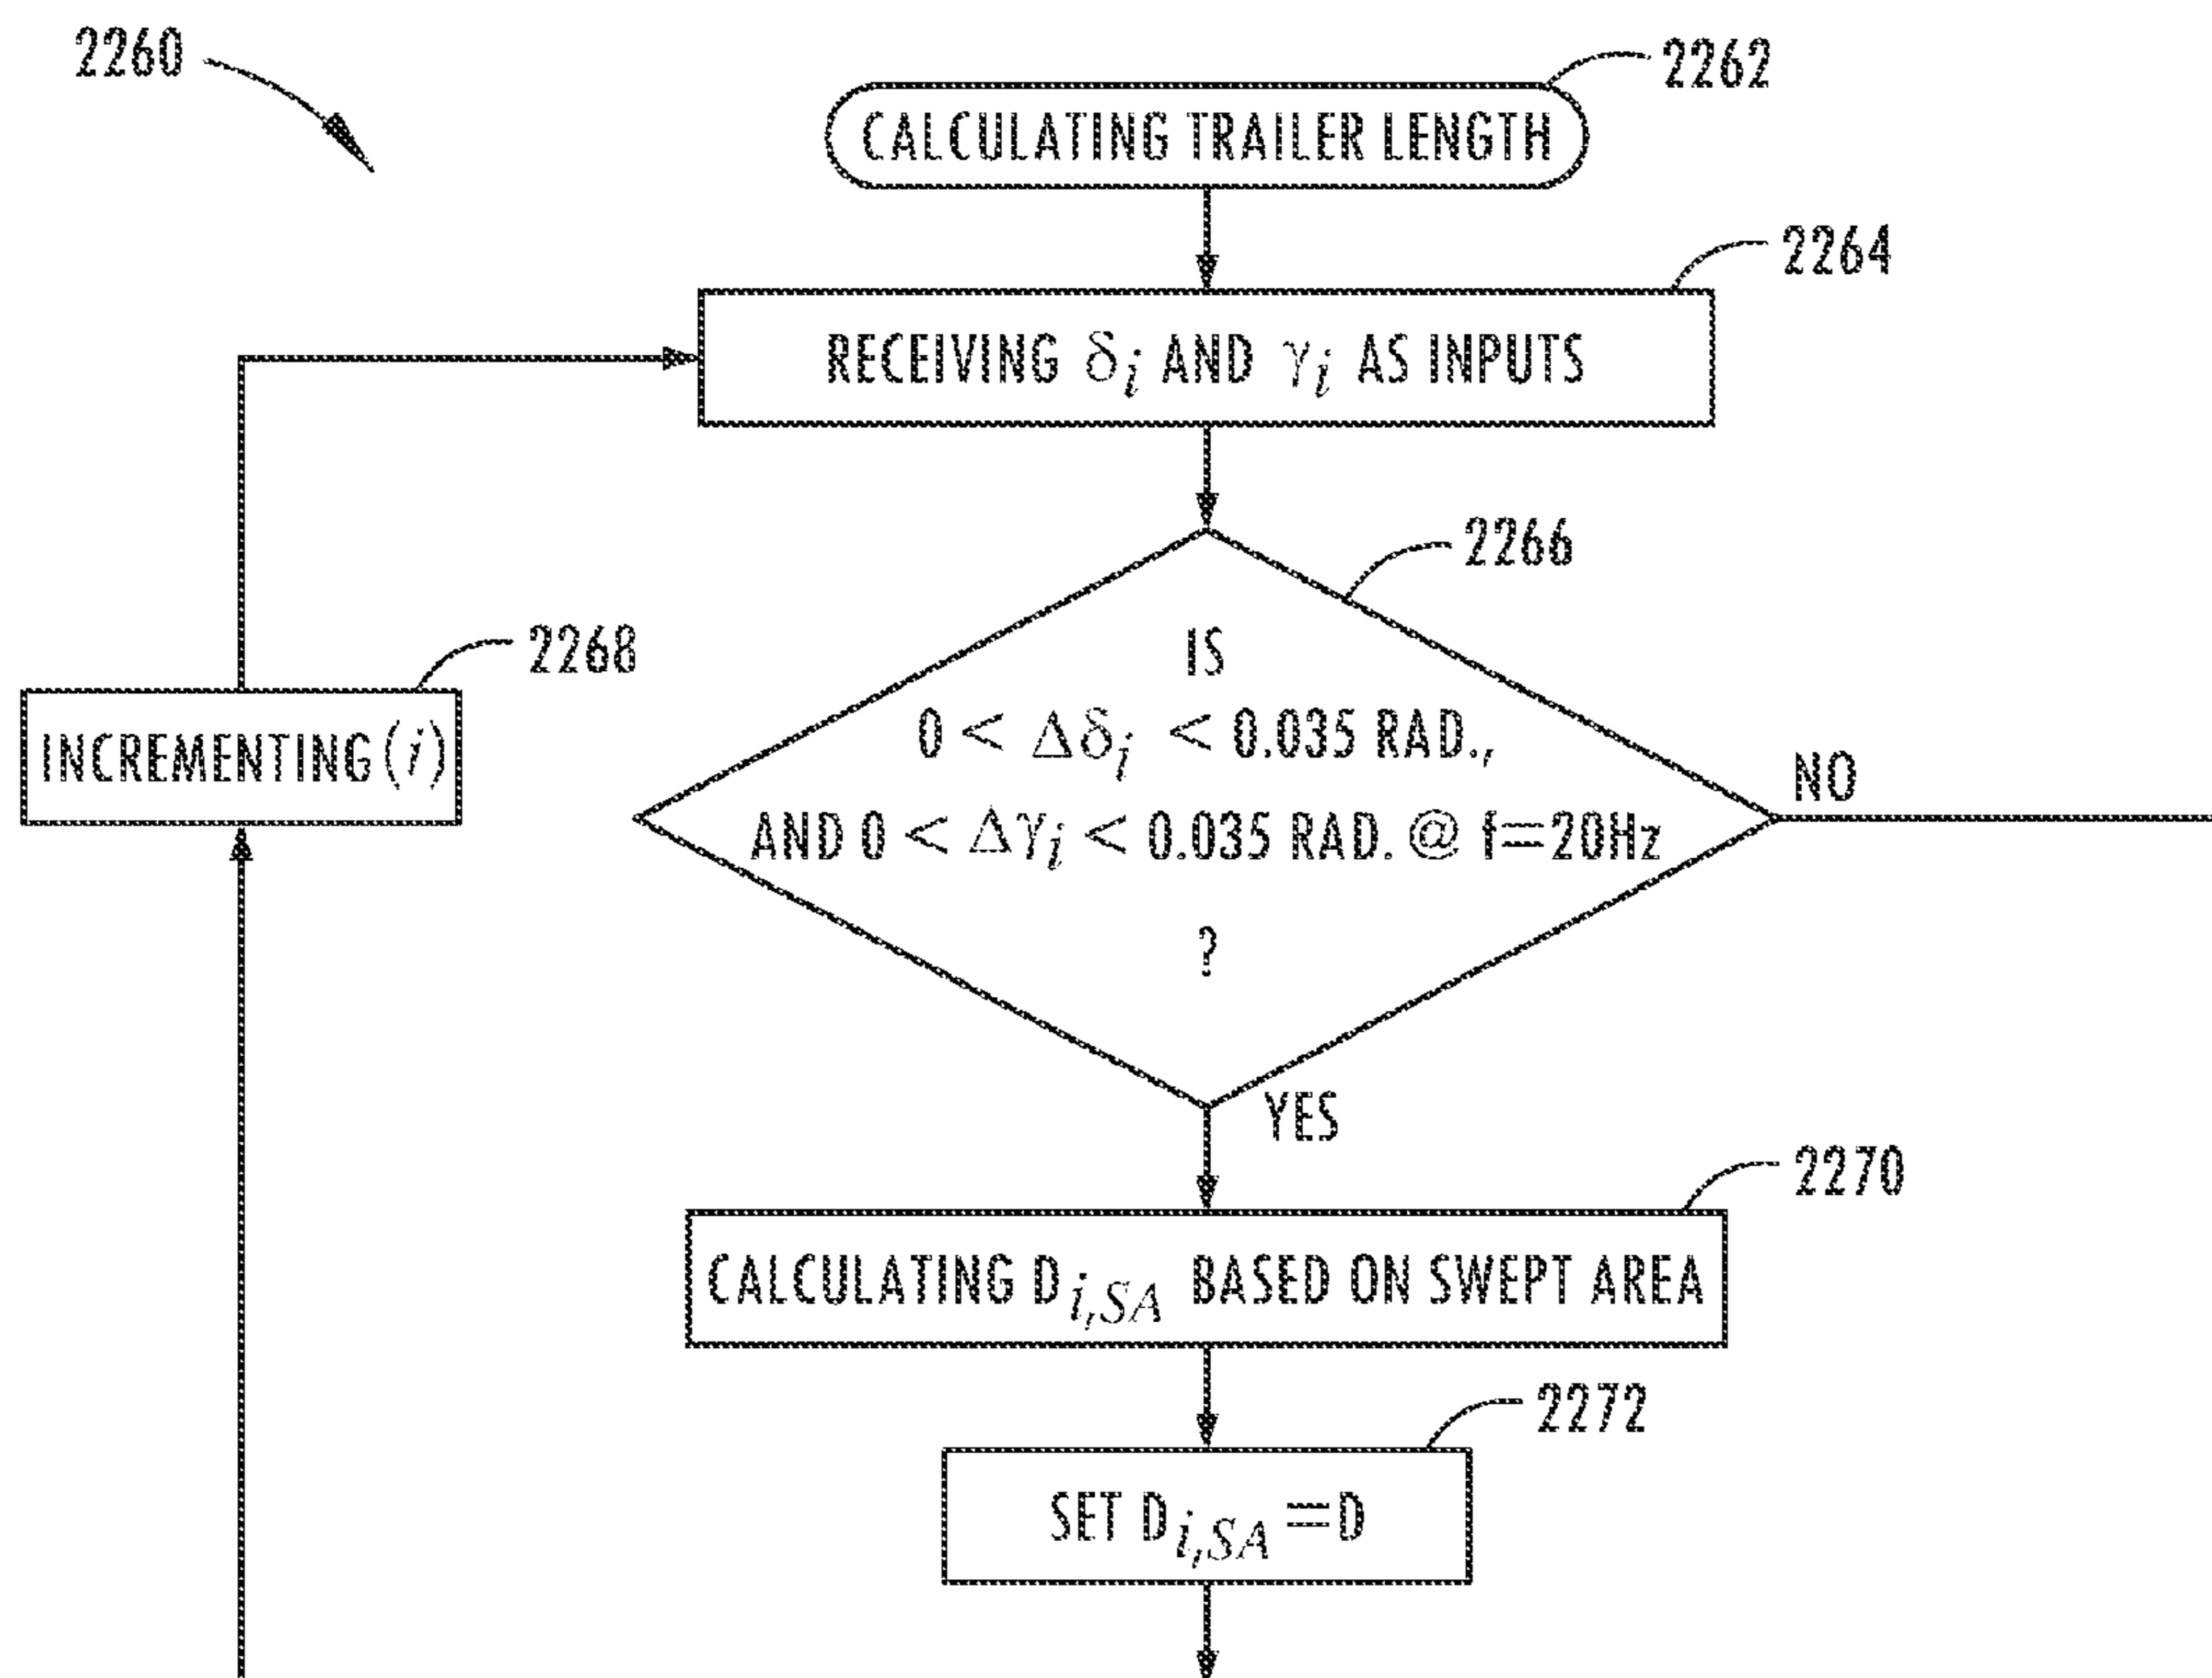 2260
2262
CALCULATING TRAILER LENGTH
2264
RECEIVING δi AND γi AS INPUTS
2266
IS
0 < Δδi < 0.035 RAD.,
AND 0 < Δγi < 0.035 RAD. @ f=20Hz
?
NO
2268
INCREMENTING (i)
YES
2270
CALCULATING Di,SA BASED ON SWEPT AREA
2272
SET Di,SA =D